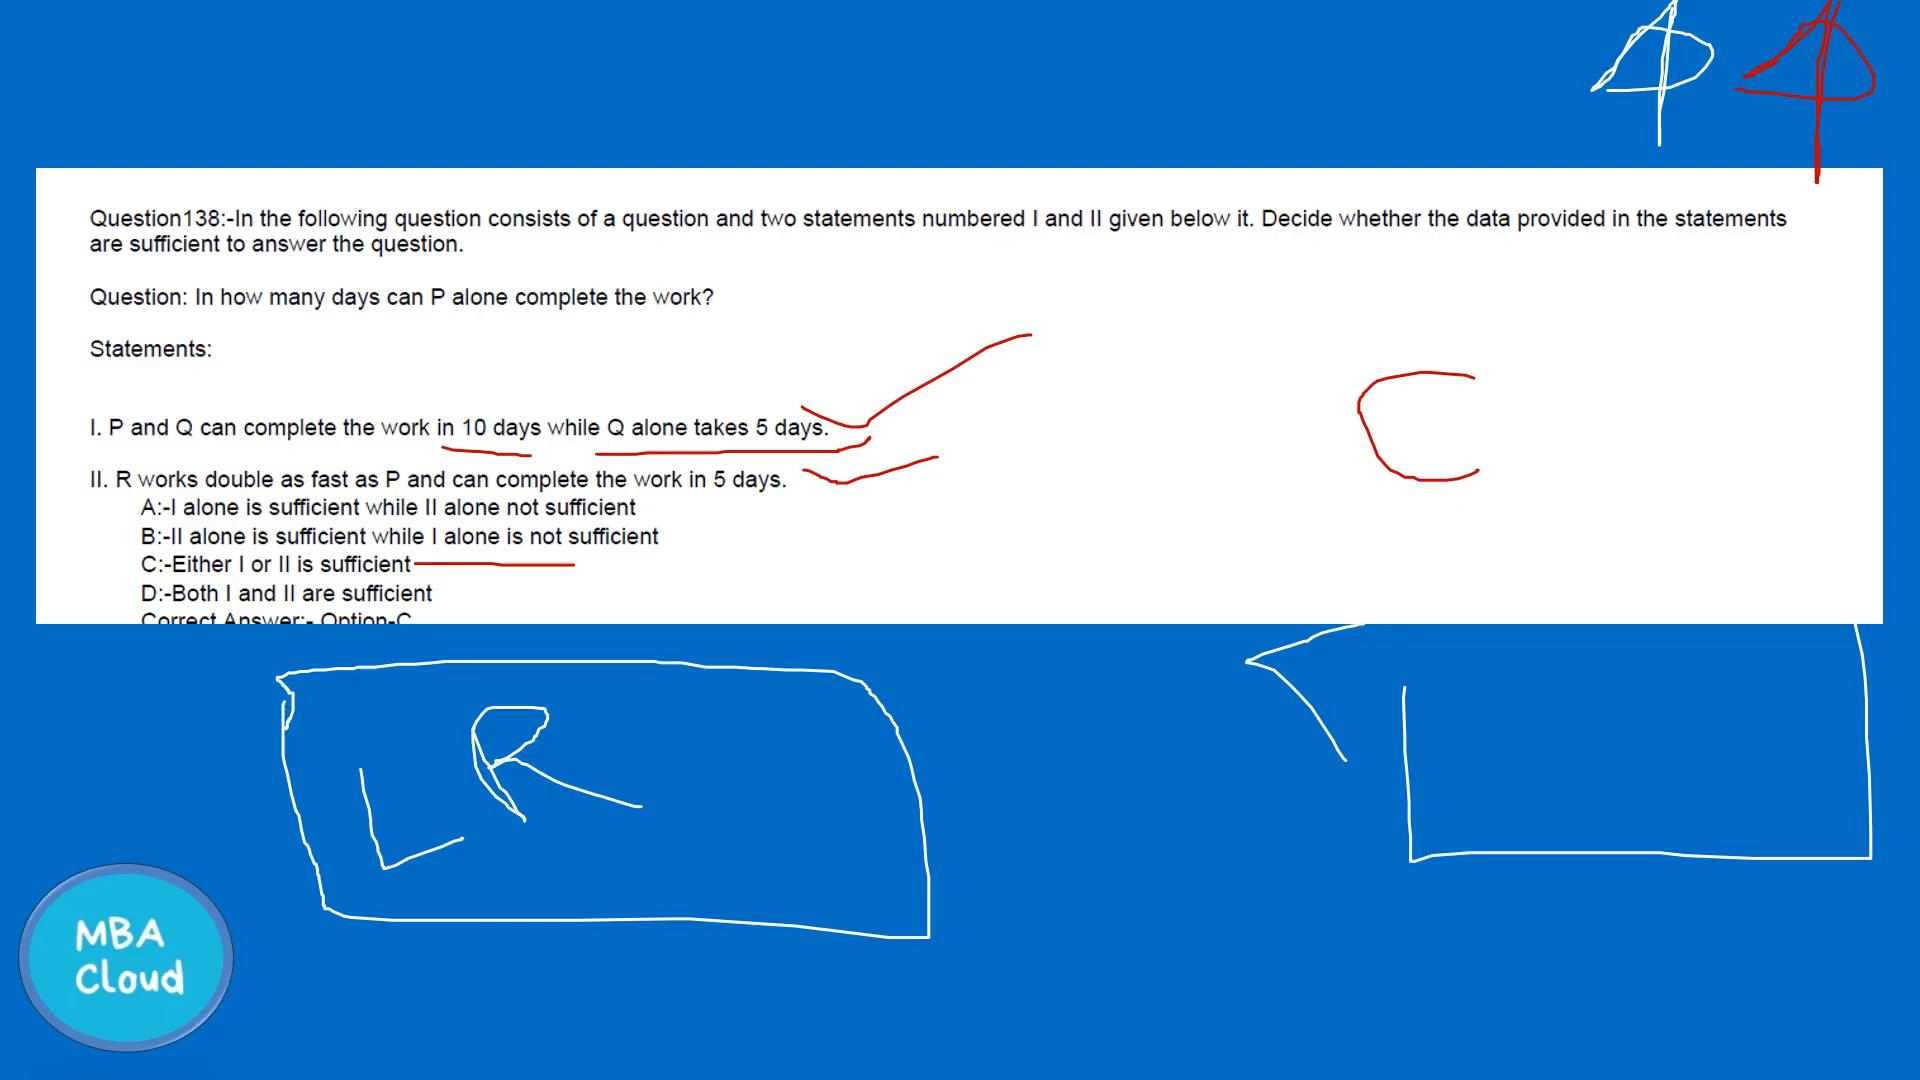 Question138:-In the following question consists of a question and two statements numbered I and II given below it. Decide whether the data provided in the statements
are sufficient to answer the question.
Question: In how many days can P alone complete the work?
Statements:
I. P and Q can complete the work in 10 days while Q alone takes 5 days.
C
II. R works double as fast as P and can complete the work in 5 days.
A:-I alone is sufficient while II alone not sufficient
B:-II alone is sufficient while I alone is not sufficient
C:-Either I or II is sufficient
D:-Both I and II are sufficient
Correct Answer:- Option-C
LR
MBA
Cloud